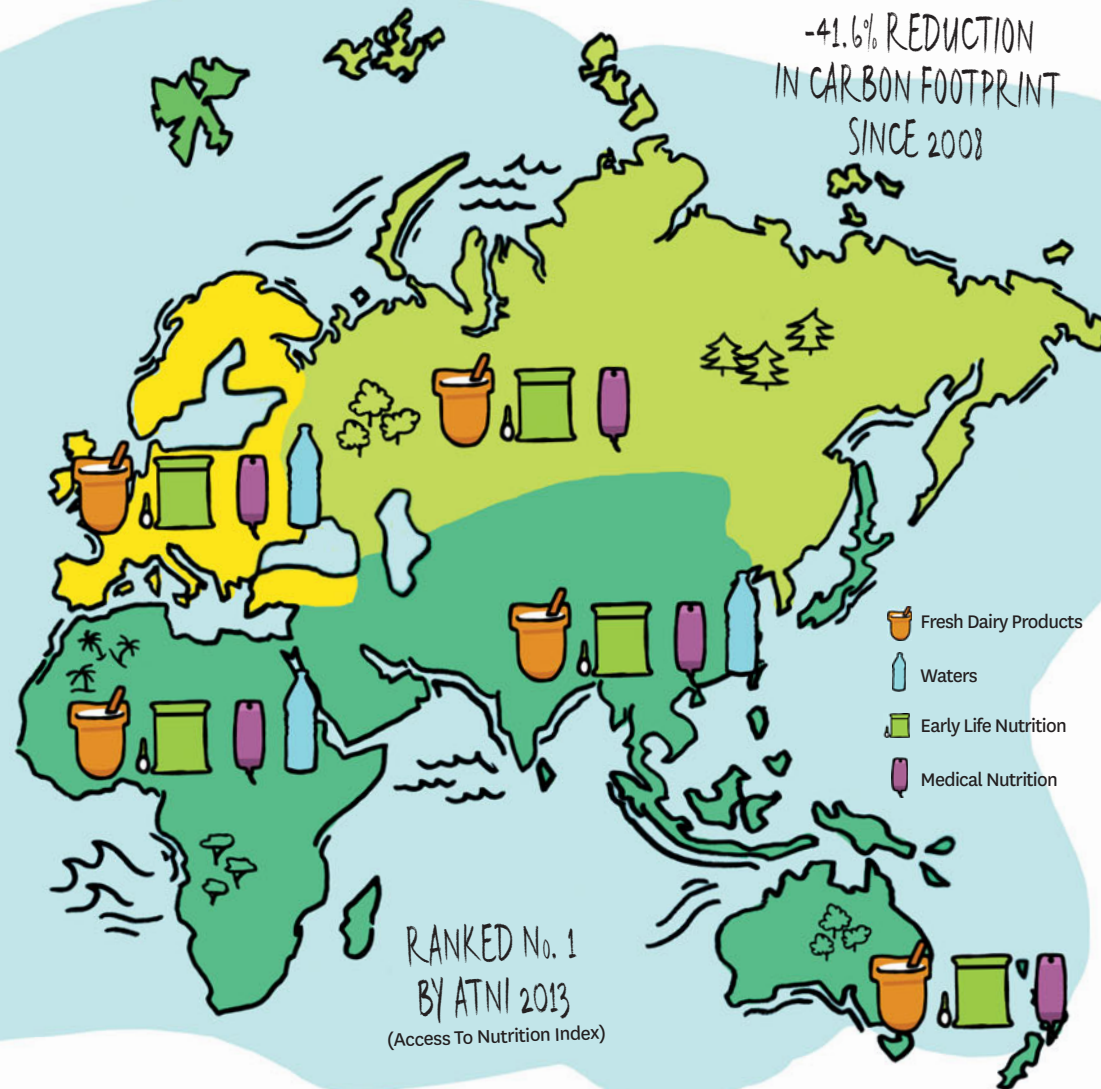 -41.6% REDUCTION
IN CARBON FOOTPRINT
SINCE 2008
Fresh Dairy Products
Waters
Early Life Nutrition
Medical Nutrition
RANKED No. 1
BY ATNI 2013
(Access To Nutrition Index)